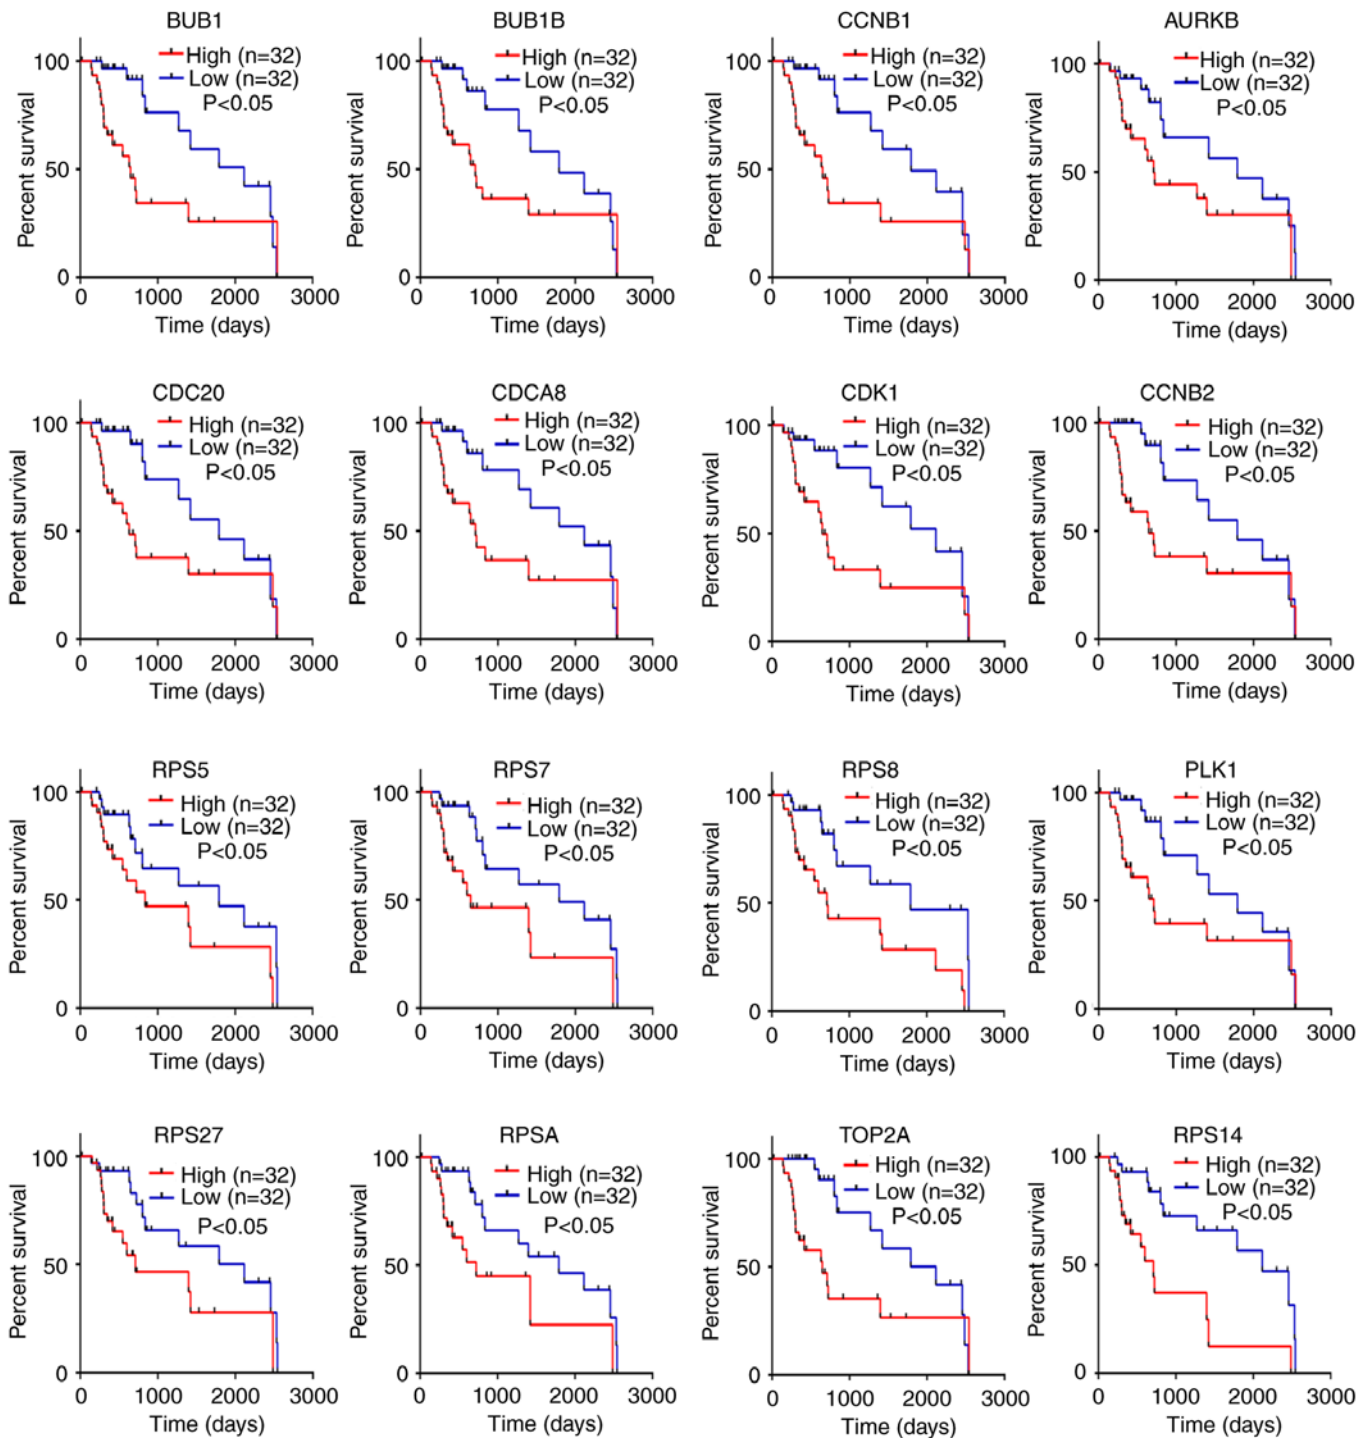 BUB1
High (n=32)
Low (n=32)
P<0.05
Percent survival
100
50
0
0 1000 2000 3000
Time (days)
BUB1B
High (n=32)
Low (n=32)
P<0.05
Percent survival
100
50
0
0 1000 2000 3000
Time (days)
CCNB1
High (n=32)
Low (n=32)
P<0.05
Percent survival
100
50
0
0 1000 2000 3000
Time (days)
AURKB
High (n=32)
Low (n=32)
P<0.05
Percent survival
100
50
0
0 1000 2000 3000
Time (days)
CDC20
High (n=32)
Low (n=32)
P<0.05
Percent survival
100
50
0
0 1000 2000 3000
Time (days)
CDCA8
High (n=32)
Low (n=32)
P<0.05
Percent survival
100
50
0
0 1000 2000 3000
Time (days)
CDK1
High (n=32)
Low (n=32)
P<0.05
Percent survival
100
50
0
0 1000 2000 3000
Time (days)
CCNB2
High (n=32)
Low (n=32)
P<0.05
Percent survival
100
50
0
0 1000 2000 3000
Time (days)
RPS5
High (n=32)
Low (n=32)
P<0.05
Percent survival
100
50
0
0 1000 2000 3000
Time (days)
RPS7
High (n=32)
Low (n=32)
P<0.05
Percent survival
100
50
0
0 1000 2000 3000
Time (days)
RPS8
High (n=32)
Low (n=32)
P<0.05
Percent survival
100
50
0
0 1000 2000 3000
Time (days)
PLK1
High (n=32)
Low (n=32)
P<0.05
Percent survival
100
50
0
0 1000 2000 3000
Time (days)
RPS27
High (n=32)
Low (n=32)
P<0.05
Percent survival
100
50
0
0 1000 2000 3000
Time (days)
RPSA
High (n=32)
Low (n=32)
P<0.05
Percent survival
100
50
0
0 1000 2000 3000
Time (days)
TOP2A
High (n=32)
Low (n=32)
P<0.05
Percent survival
100
50
0
0 1000 2000 3000
Time (days)
RPS14
High (n=32)
Low (n=32)
P<0.05
Percent survival
100
50
0
0 1000 2000 3000
Time (days)